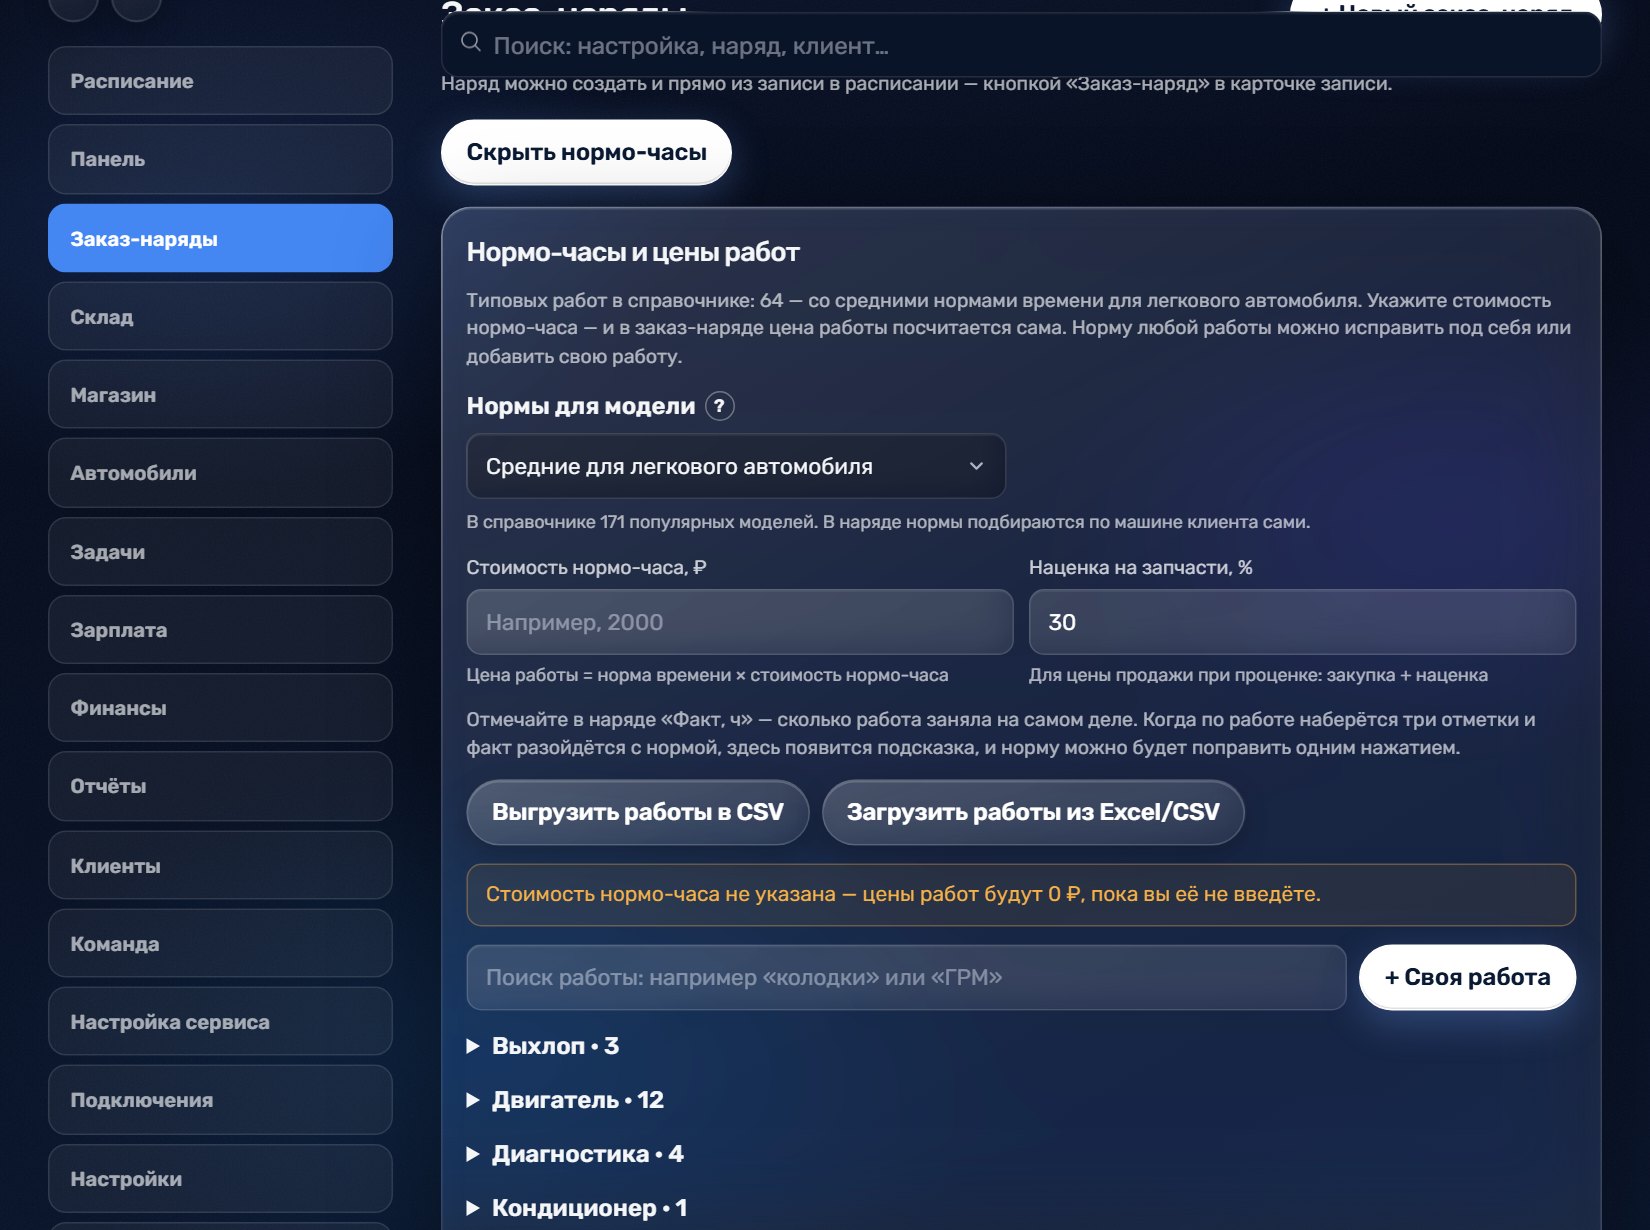 Заказ-наряды
+ Новый заказ-наряд
Поиск: настройка, наряд, клиент...
Наряд можно создать и прямо из записи в расписании — кнопкой «Заказ-наряд» в карточке записи.
Расписание
Панель
Заказ-наряды
Склад
Магазин
Автомобили
Задачи
Зарплата
Финансы
Отчёты
Клиенты
Команда
Настройка сервиса
Подключения
Настройки
Скрыть нормо-часы
Нормо-часы и цены работ
Типовых работ в справочнике: 64 — со средними нормами времени для легкового автомобиля. Укажите стоимость
нормо-часа — и в заказ-наряде цена работы посчитается сама. Норму любой работы можно исправить под себя или
добавить свою работу.
Нормы для модели ?
Средние для легкового автомобиля
В справочнике 171 популярных моделей. В наряде нормы подбираются по машине клиента сами.
Стоимость нормо-часа, ₽
Наценка на запчасти, %
Например, 2000
30
Цена работы = норма времени × стоимость нормо-часа
Для цены продажи при проценке: закупка + наценка
Отмечайте в наряде «Факт, ч» — сколько работа заняла на самом деле. Когда по работе наберётся три отметки и
факт разойдётся с нормой, здесь появится подсказка, и норму можно будет поправить одним нажатием.
Выгрузить работы в CSV
Загрузить работы из Excel/CSV
Стоимость нормо-часа не указана — цены работ будут 0 ₽, пока вы её не введёте.
Поиск работы: например «колодки» или «ГРМ»
+ Своя работа
▶ Выхлоп • 3
▶ Двигатель • 12
▶ Диагностика • 4
▶ Кондиционер • 1